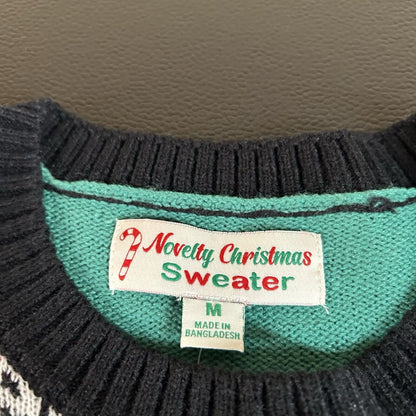 Novelty Christmas
Sweater
M
MADE IN
BANGLADESH